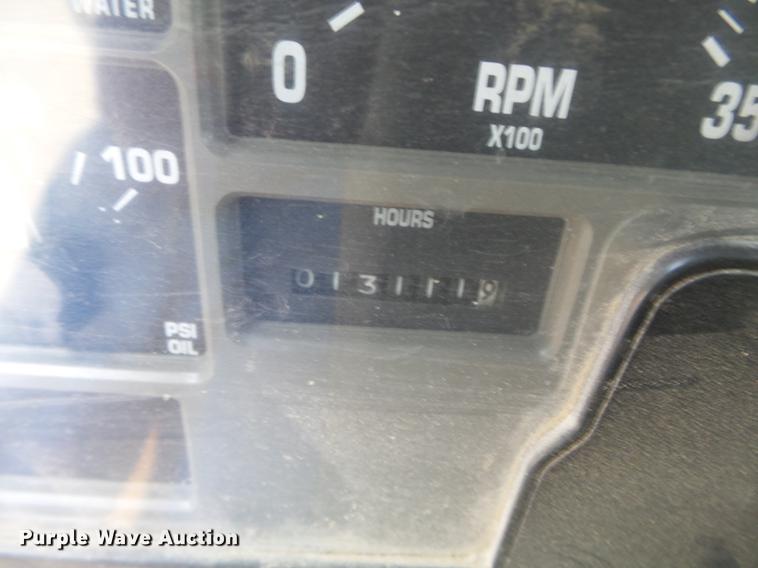 WATER
0
RPM
X100
35
100
HOURS
0131119
PSI
OIL
Purple Wave Auction